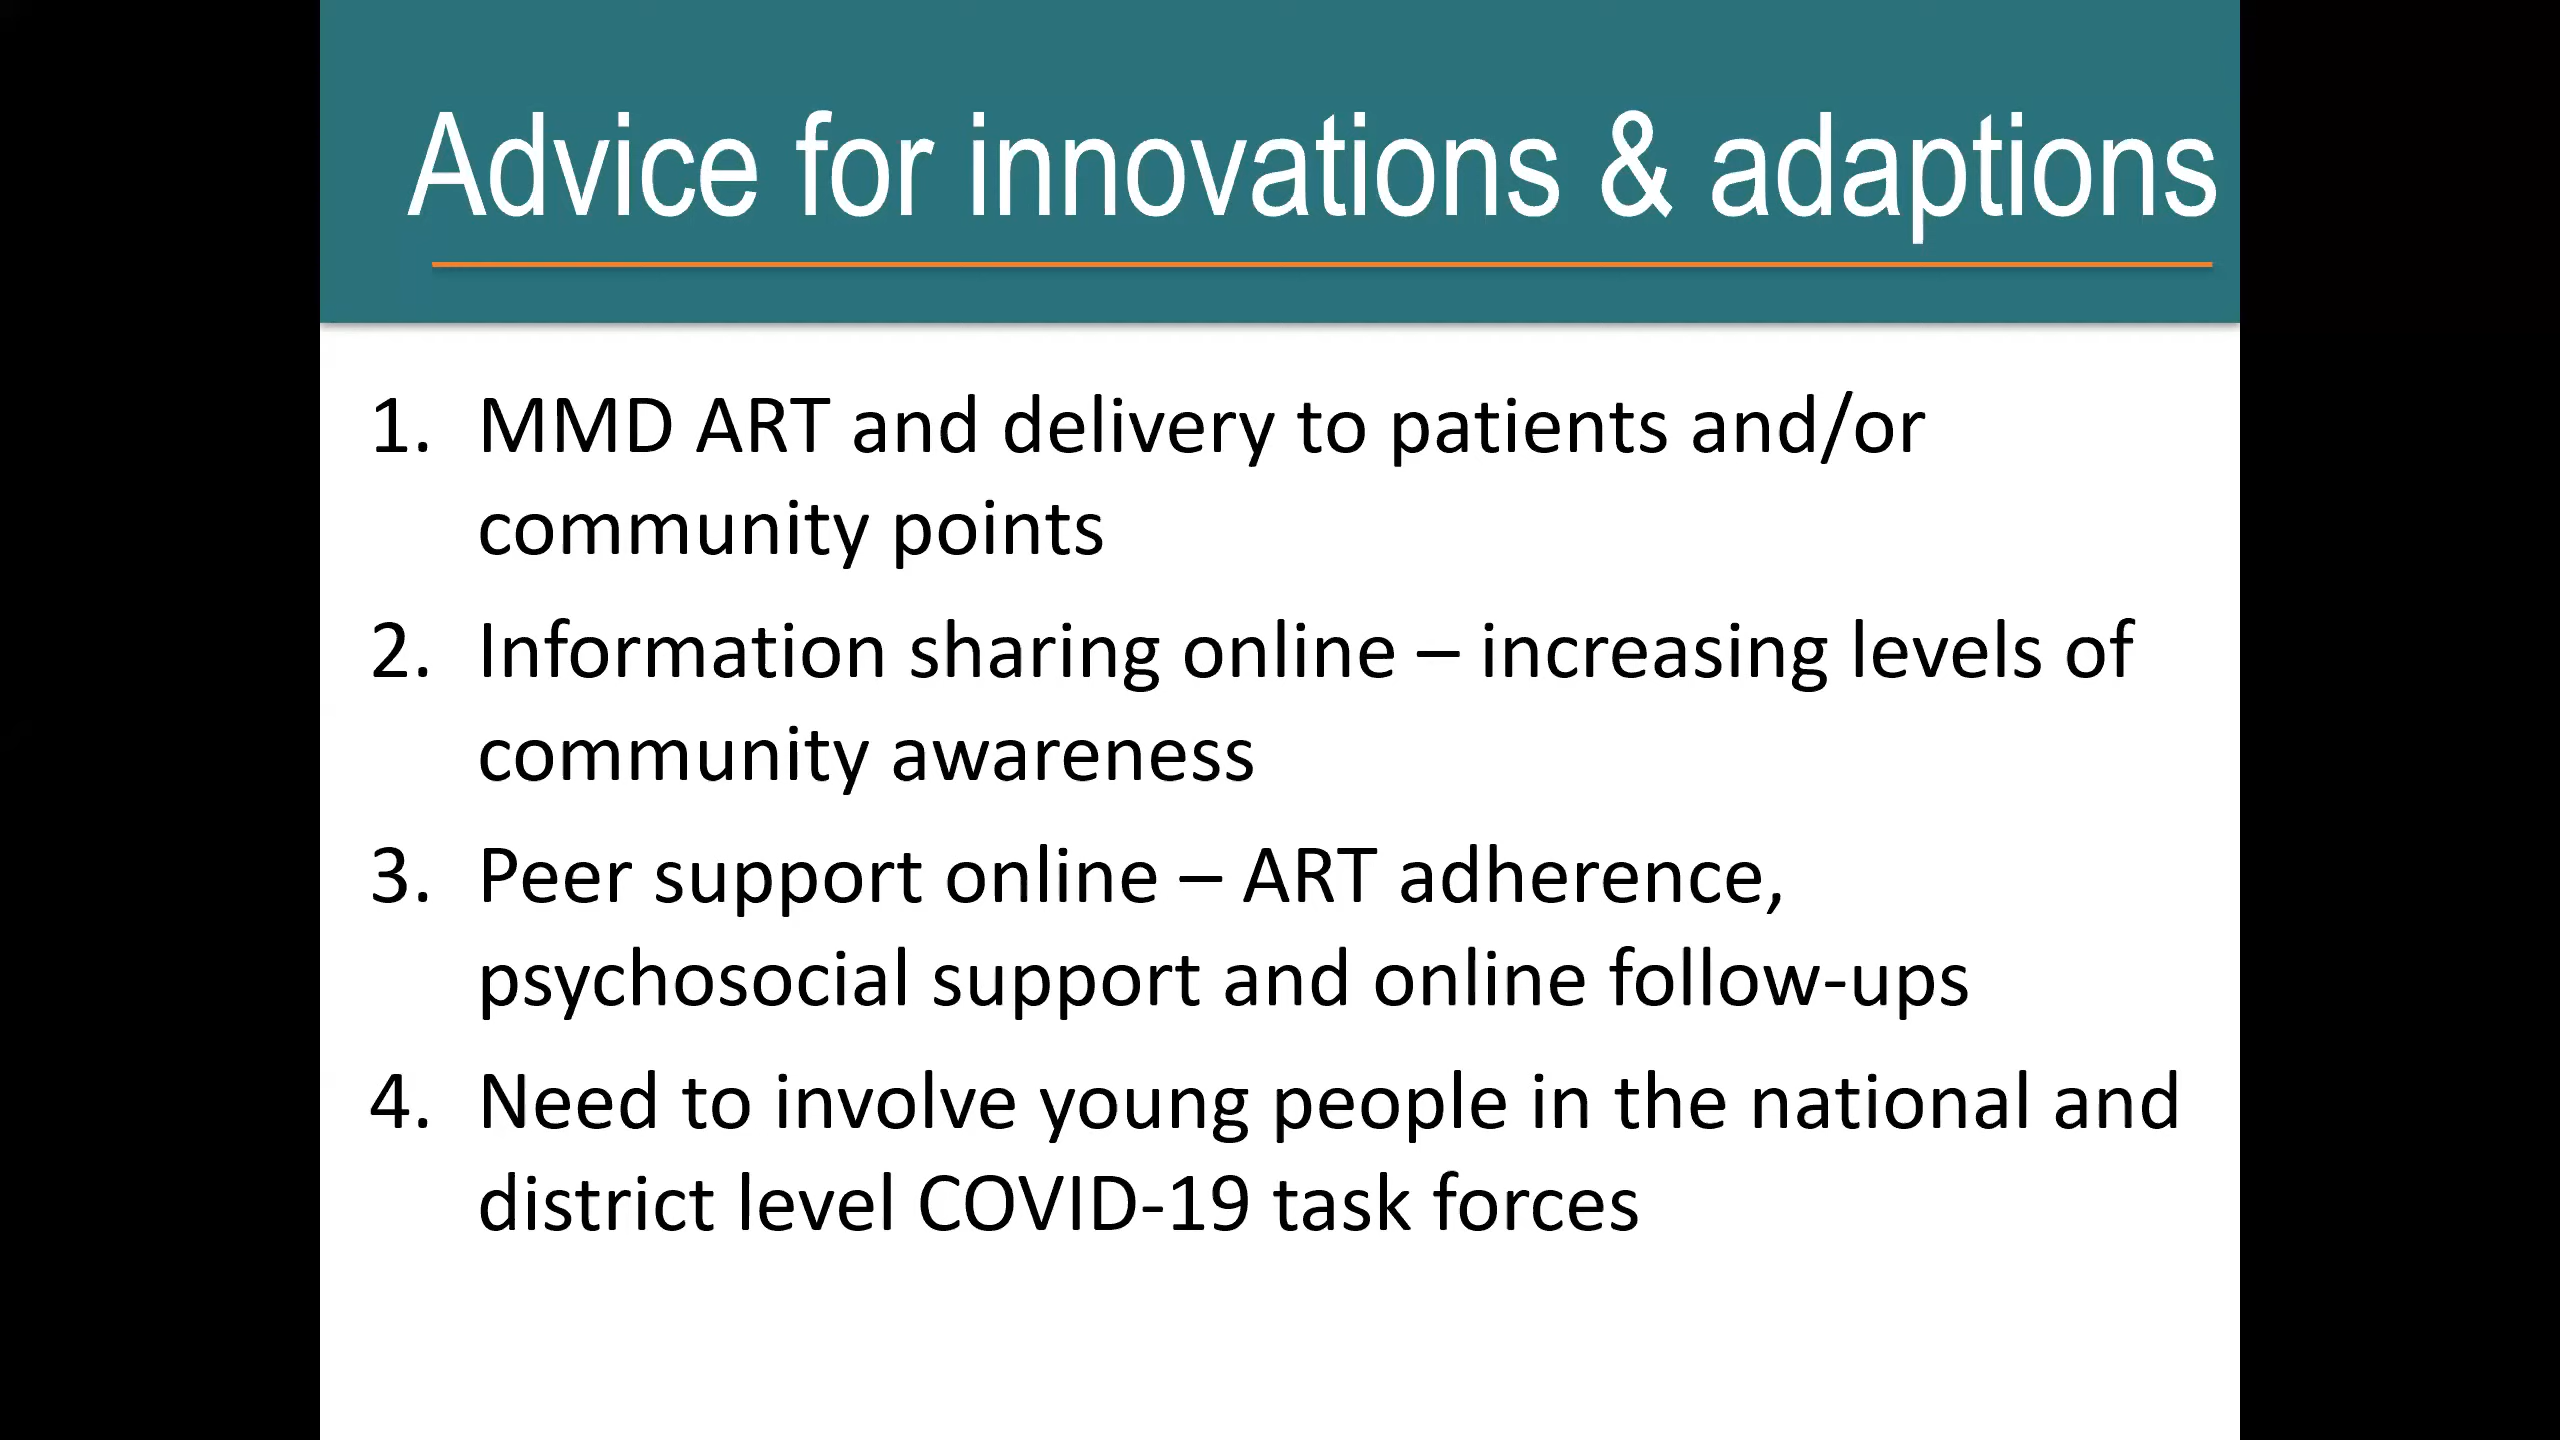 Advice for innovations & adaptions
1. MMD ART and delivery to patients and/or
community points
2. Information sharing online – increasing levels of
community awareness
3. Peer support online – ART adherence,
psychosocial support and online follow-ups
4. Need to involve young people in the national and
district level COVID-19 task forces